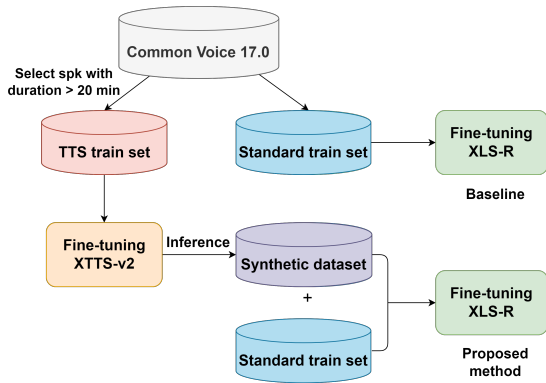 Common Voice 17.0
Select spk with
duration > 20 min
TTS train set
Standard train set
Fine-tuning
XLS-R
Baseline
Fine-tuning
XTTS-v2
Inference
Synthetic dataset
+
Standard train set
Fine-tuning
XLS-R
Proposed
method